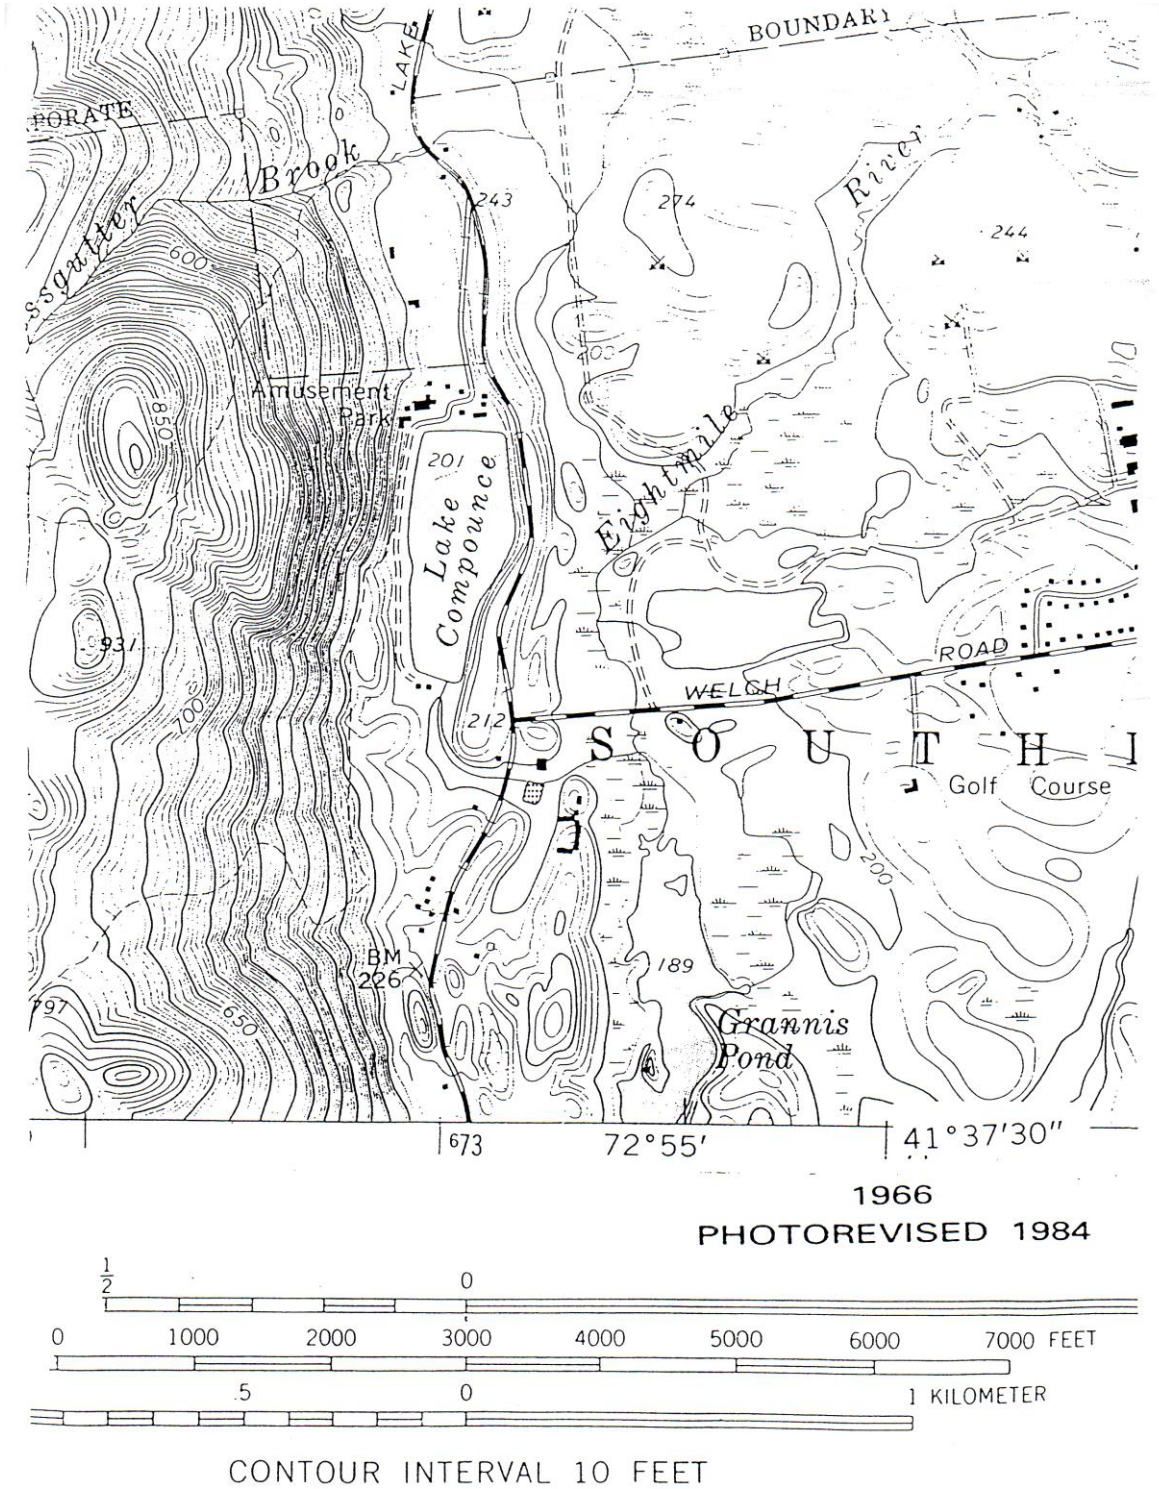 BOUNDARY
LAKE
PORATE
Brook
River
243
274
244
ssgutter
600
Amusement
Park
850
201
Lake
Compounce
Eightmile
931
700
ROAD
WELCH
212
S O U T H I
Golf Course
200
BM
226
189
797
650
Grannis
Pond
673
72°55'
41°37'30"
1966
PHOTOREVISED 1984
1/2 0
0 1000 2000 3000 4000 5000 6000 7000 FEET
.5 0 1 KILOMETER
CONTOUR INTERVAL 10 FEET